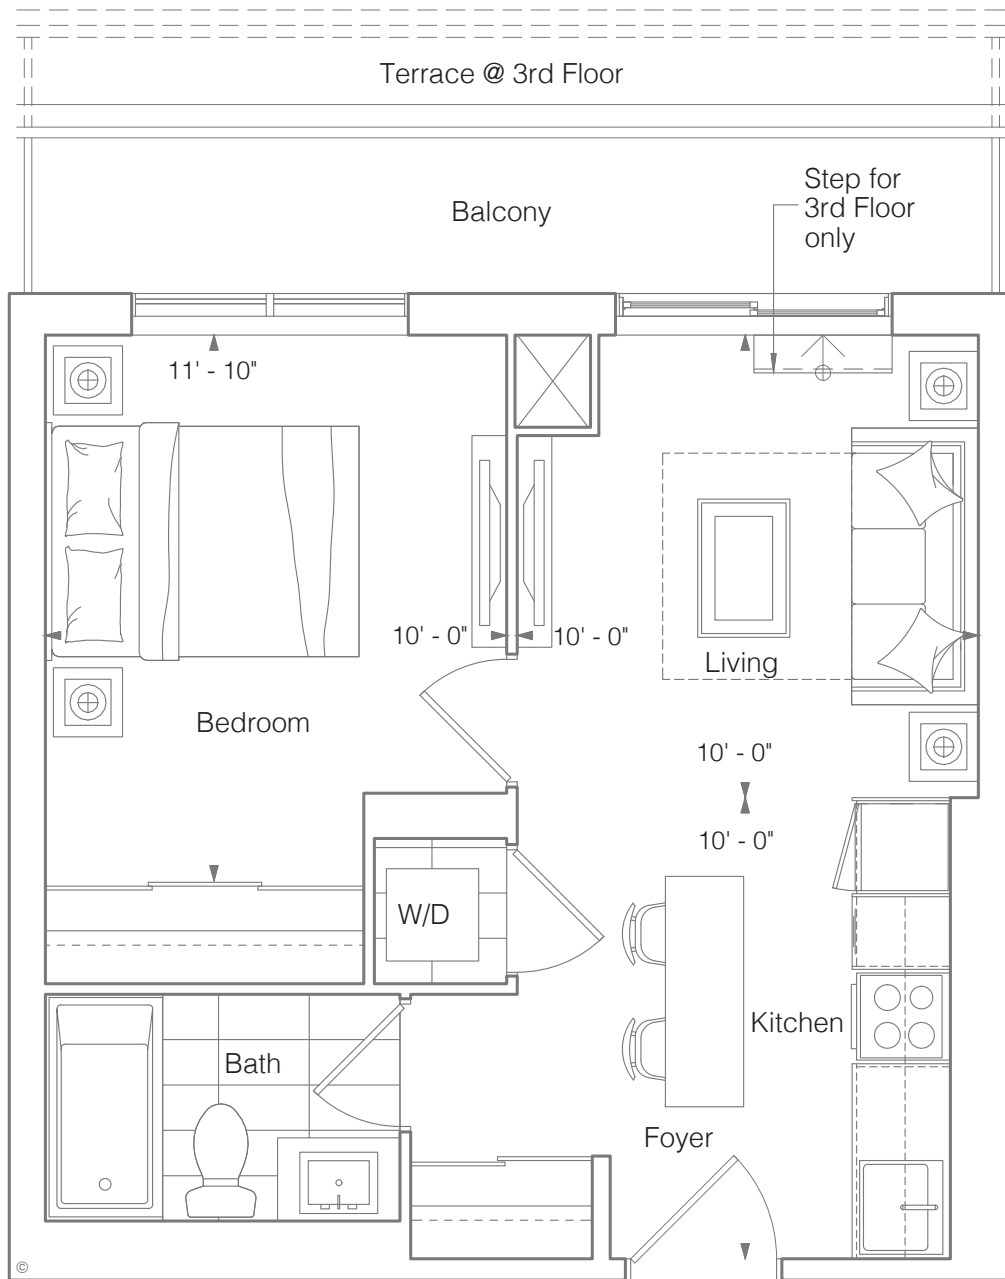 Terrace @ 3rd Floor
Step for
3rd Floor
only
Balcony
11' - 10"
10' - 0"
10' - 0"
Living
Bedroom
10' - 0"
10' - 0"
W/D
Kitchen
Bath
Foyer
©